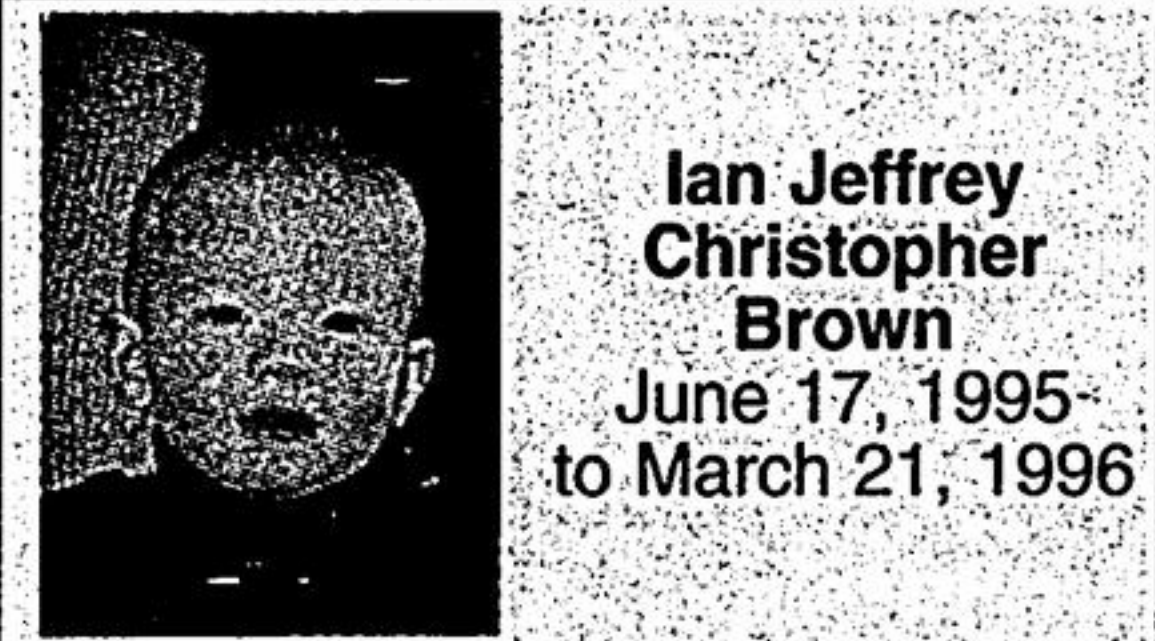 Ian Jeffrey
Christopher
Brown
June 17, 1995
to March 21, 1996